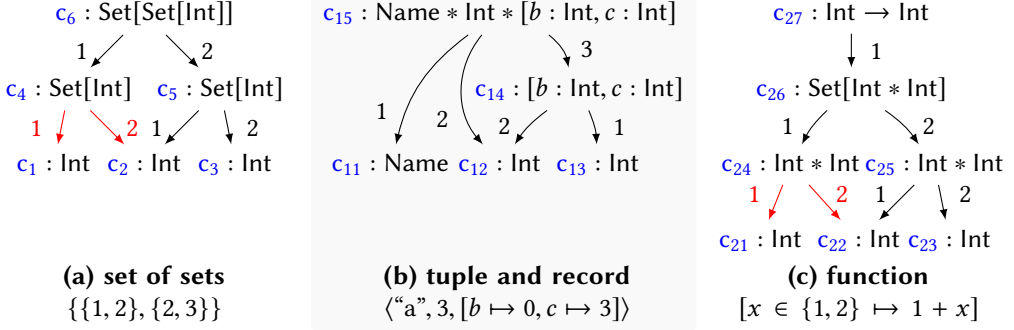 c₆ : Set[Set[Int]]
1 2
c₄ : Set[Int] c₅ : Set[Int]
1 2 1 2
c₁ : Int c₂ : Int c₃ : Int
(a) set of sets
{{1, 2}, {2, 3}}
c₁₅ : Name ∗ Int ∗ [b : Int, c : Int]
3
c₁₄ : [b : Int, c : Int]
1 2 2 1
c₁₁ : Name c₁₂ : Int c₁₃ : Int
(b) tuple and record
⟨“a”, 3, [b ↦ 0, c ↦ 3]⟩
c₂₇ : Int → Int
1
c₂₆ : Set[Int ∗ Int]
1 2
c₂₄ : Int ∗ Int c₂₅ : Int ∗ Int
1 2 1 2
c₂₁ : Int c₂₂ : Int c₂₃ : Int
(c) function
[x ∈ {1, 2} ↦ 1 + x]